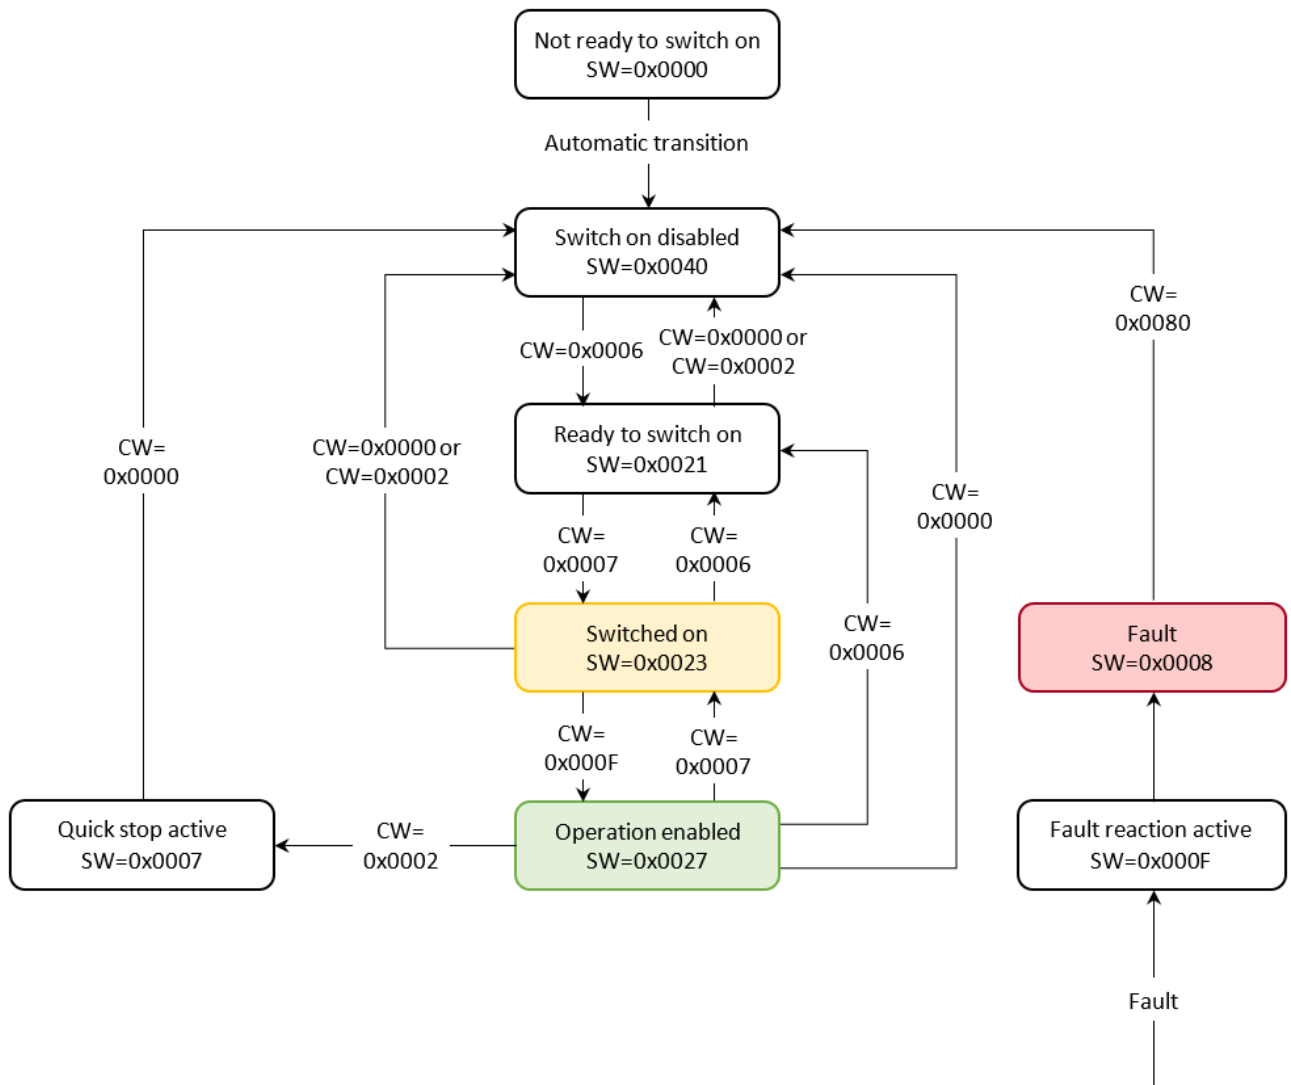 Not ready to switch on
SW=0x0000
Automatic transition
Switch on disabled
SW=0x0040
CW=
0x0080
CW=0x0006
CW=0x0000 or
CW=0x0002
Ready to switch on
SW=0x0021
CW=
0x0000
CW=0x0000 or
CW=0x0002
CW=
0x0000
CW=
0x0007
CW=
0x0006
Switched on
SW=0x0023
CW=
0x0006
Fault
SW=0x0008
CW=
0x000F
CW=
0x0007
Quick stop active
SW=0x0007
CW=
0x0002
Operation enabled
SW=0x0027
Fault reaction active
SW=0x000F
Fault